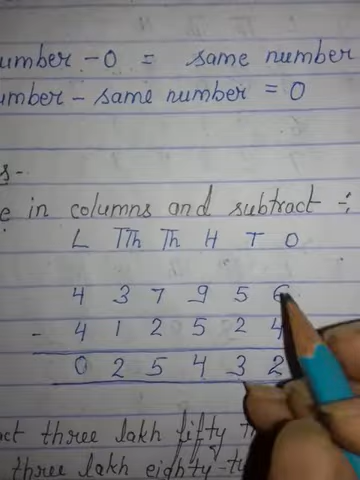 umber - 0 = same number
umber - same number = 0
s -
e in columns and subtract :-
L TTh Th H T O
4 3 7 9 5 6
- 4 1 2 5 2 4
0 2 5 4 3 2
act three lakh fifty
three lakh eighty-